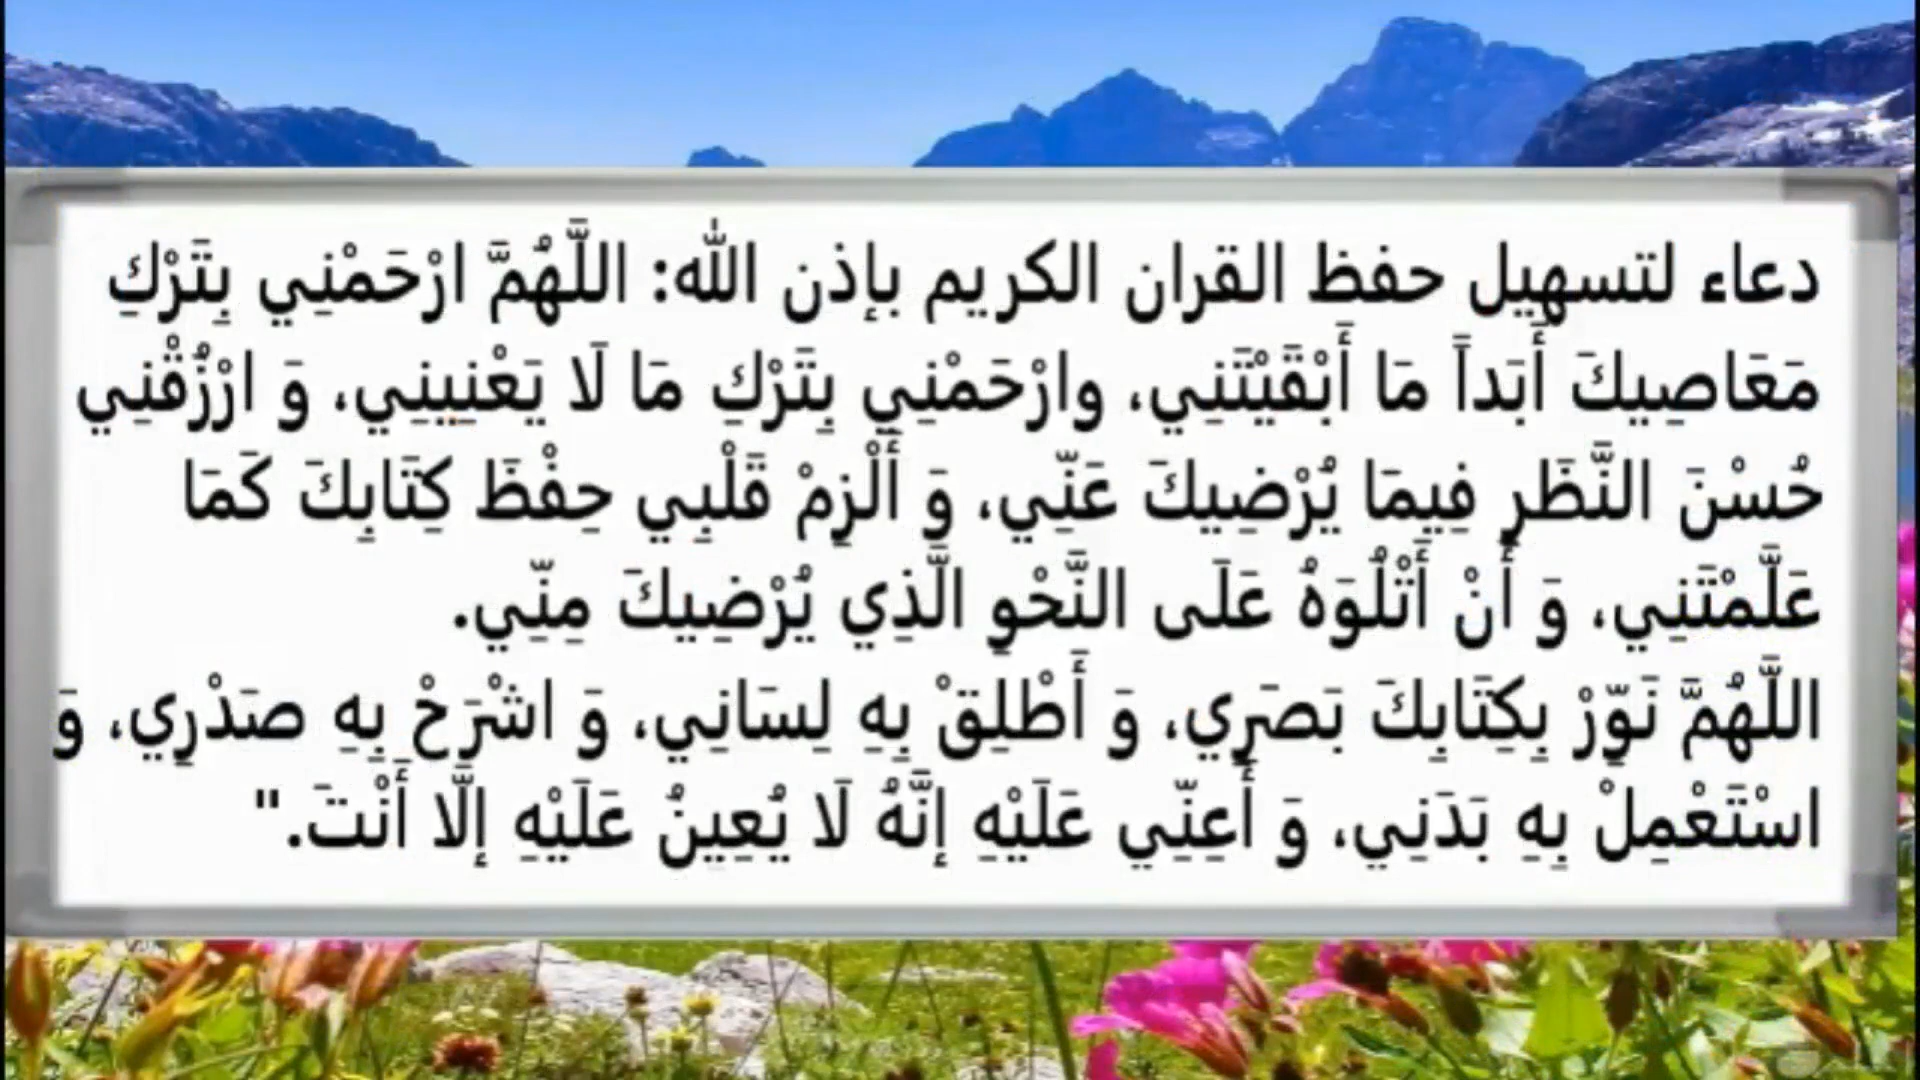 دعاء لتسهيل حفظ القران الكريم بإذن الله: اللَّهُمَّ ارْحَمْنِي بِتَرْكِ
مَعَاصِيكَ أَبَداً مَا أَبْقَيْتَنِي، وارْحَمْنِي بِتَرْكِ مَا لَا يَعْنِينِي، وَ ارْزُقْنِي
حُسْنَ النَّظَرِ فِيمَا يُرْضِيكَ عَنِّي، وَ أَلْزِمْ قَلْبِي حِفْظَ كِتَابِكَ كَمَا
عَلَّمْتَنِي، وَ أَنْ أَتْلُوَهُ عَلَى النَّحْوِ الَّذِي يُرْضِيكَ مِنِّي.
اللَّهُمَّ نَوِّرْ بِكِتَابِكَ بَصَرِي، وَ أَطْلِقْ بِهِ لِسَانِي، وَ اشْرَحْ بِهِ صَدْرِي، وَ
اسْتَعْمِلْ بِهِ بَدَنِي، وَ أَعِنِّي عَلَيْهِ إِنَّهُ لَا يُعِينُ عَلَيْهِ إِلَّا أَنْتَ."